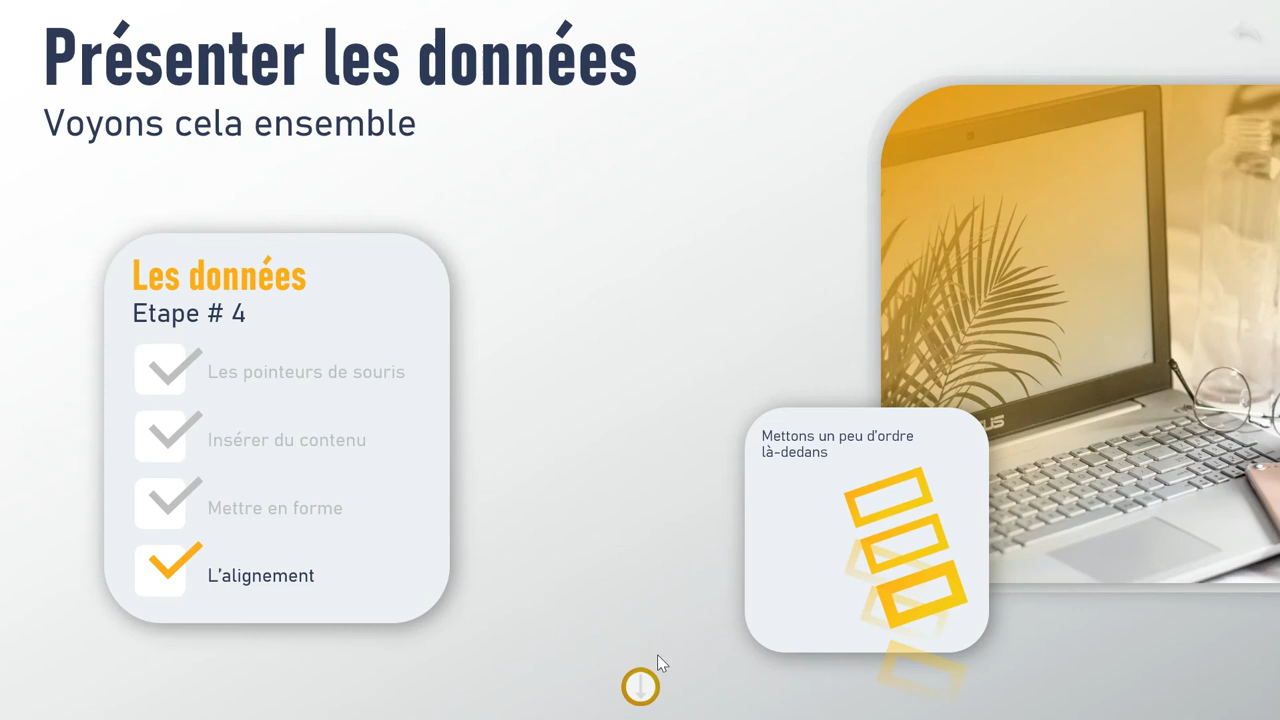 Présenter les données
Voyons cela ensemble
Les données
Etape # 4
Les pointeurs de souris
Insérer du contenu
Mettre en forme
L'alignement
Mettons un peu d'ordre
là-dedans